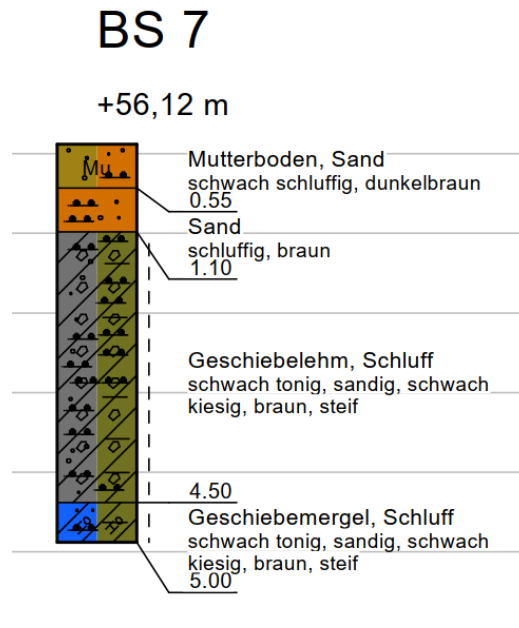 BS 7
+56,12 m
Mu
Mutterboden, Sand
schwach schluffig, dunkelbraun
0.55
Sand
schluffig, braun
1.10
Geschiebelehm, Schluff
schwach tonig, sandig, schwach
kiesig, braun, steif
4.50
Geschiebemergel, Schluff
schwach tonig, sandig, schwach
kiesig, braun, steif
5.00